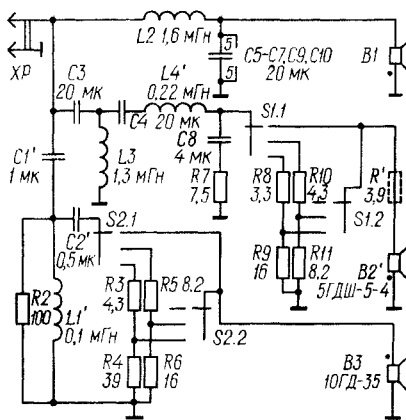 L2 1,6 мГн
ХР
5
C5-C7,C9,C10
20 мк
5
B1
C3
20 мк
L4'
0,22 мГн
C4
20 мк
S1.1
C8
4 мк
C1'
1 мк
L3
1,3 мГн
R7
7,5
R8
3,3
R10
4,3
R'
3,9
S1.2
S2.1
C2'
0,5 мк
R9
16
R11
8,2
B2'
5ГДШ-5-4
R2
100
L1'
0,1 мГн
R3
4,3
R5 8.2
S2.2
R4
39
R6
16
B3
10ГД-35